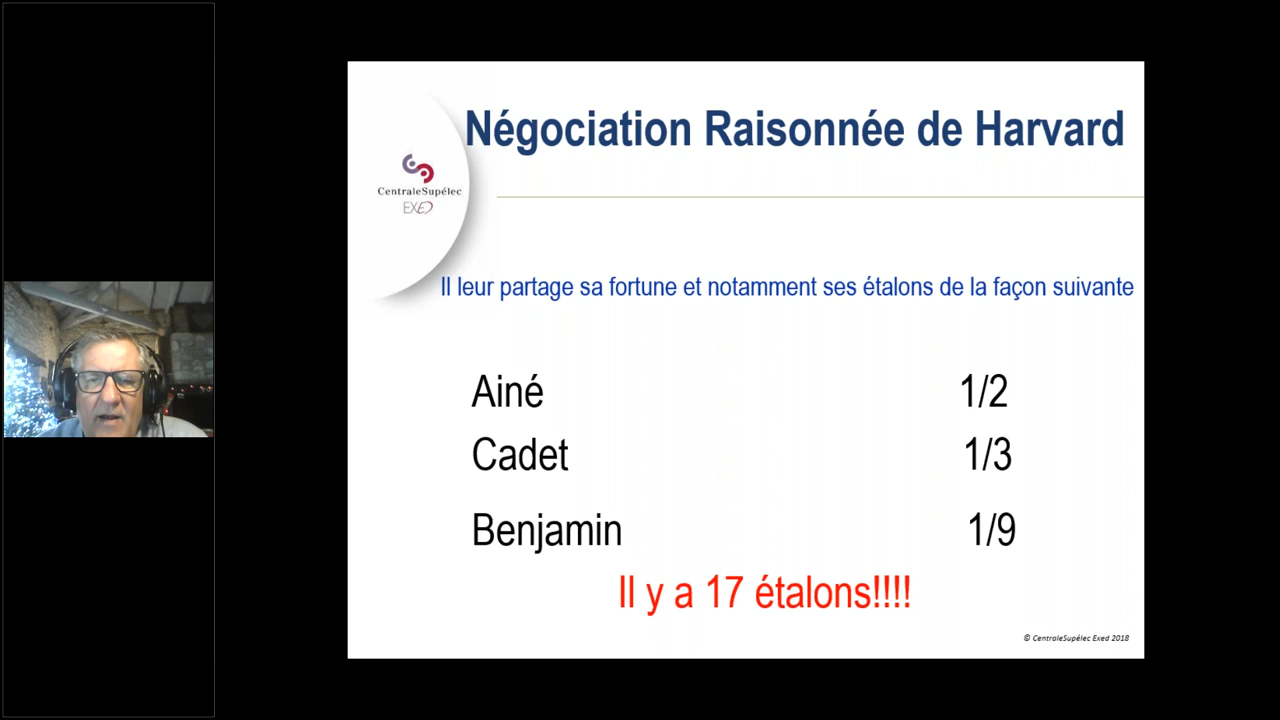 Négociation Raisonnée de Harvard
CentraleSupélec
EXED
Il leur partage sa fortune et notamment ses étalons de la façon suivante
Ainé 1/2
Cadet 1/3
Benjamin 1/9
Il y a 17 étalons!!!!
© CentraleSupélec Exed 2018